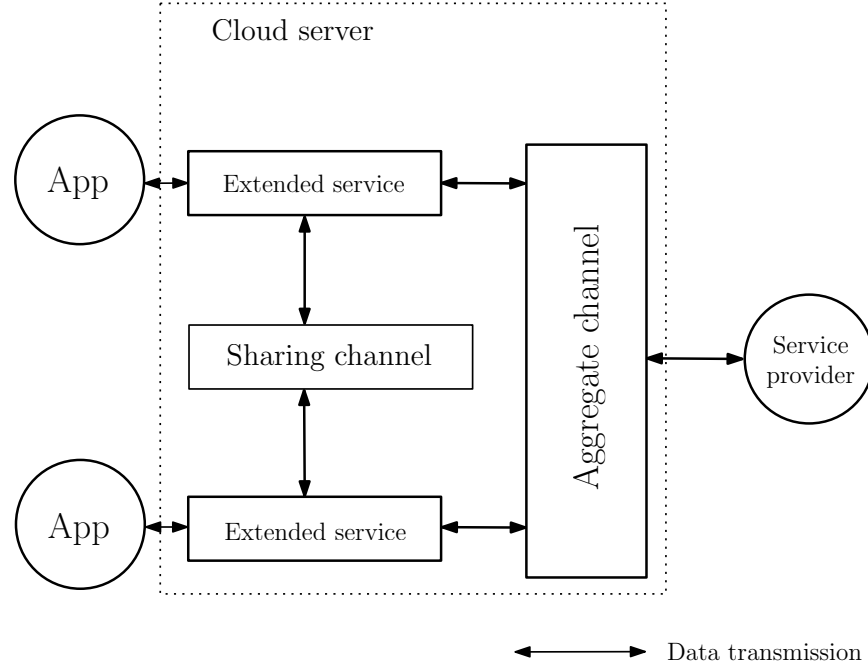 Cloud server
App
Extended service
Sharing channel
Aggregate channel
Service
provider
App
Extended service
Data transmission